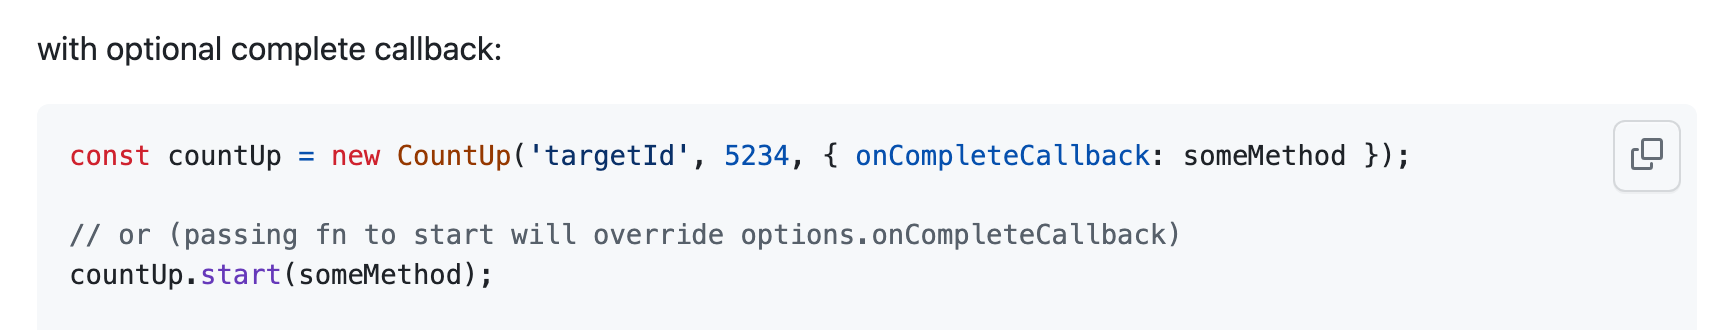 with optional complete callback:
const countUp = new CountUp('targetId', 5234, { onCompleteCallback: someMethod });
// or (passing fn to start will override options.onCompleteCallback)
countUp.start(someMethod);